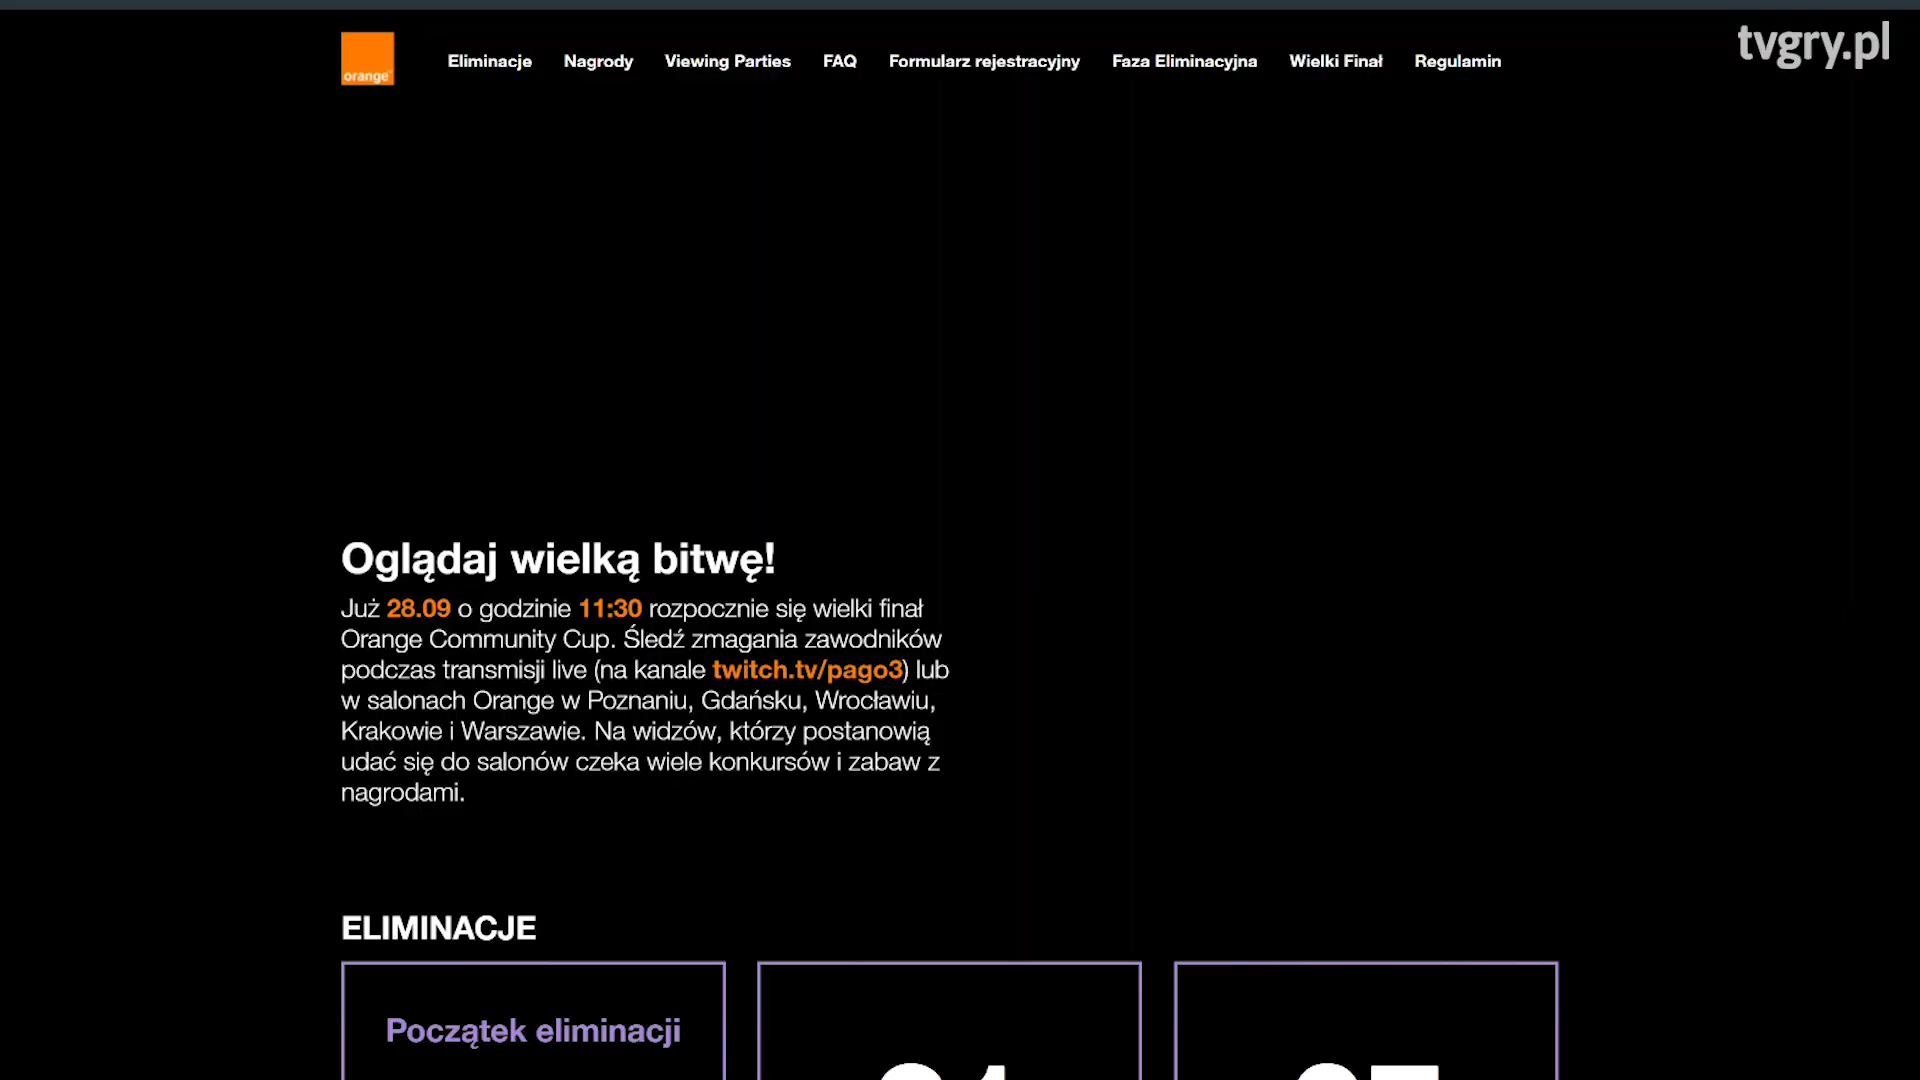 tvgry.pl
orange
Eliminacje Nagrody Viewing Parties FAQ Formularz rejestracyjny Faza Eliminacyjna Wielki Finał Regulamin
Oglądaj wielką bitwę!
Już 28.09 o godzinie 11:30 rozpocznie się wielki finał
Orange Community Cup. Śledź zmagania zawodników
podczas transmisji live (na kanale twitch.tv/pago3) lub
w salonach Orange w Poznaniu, Gdańsku, Wrocławiu,
Krakowie i Warszawie. Na widzów, którzy postanowią
udać się do salonów czeka wiele konkursów i zabaw z
nagrodami.
ELIMINACJE
Początek eliminacji